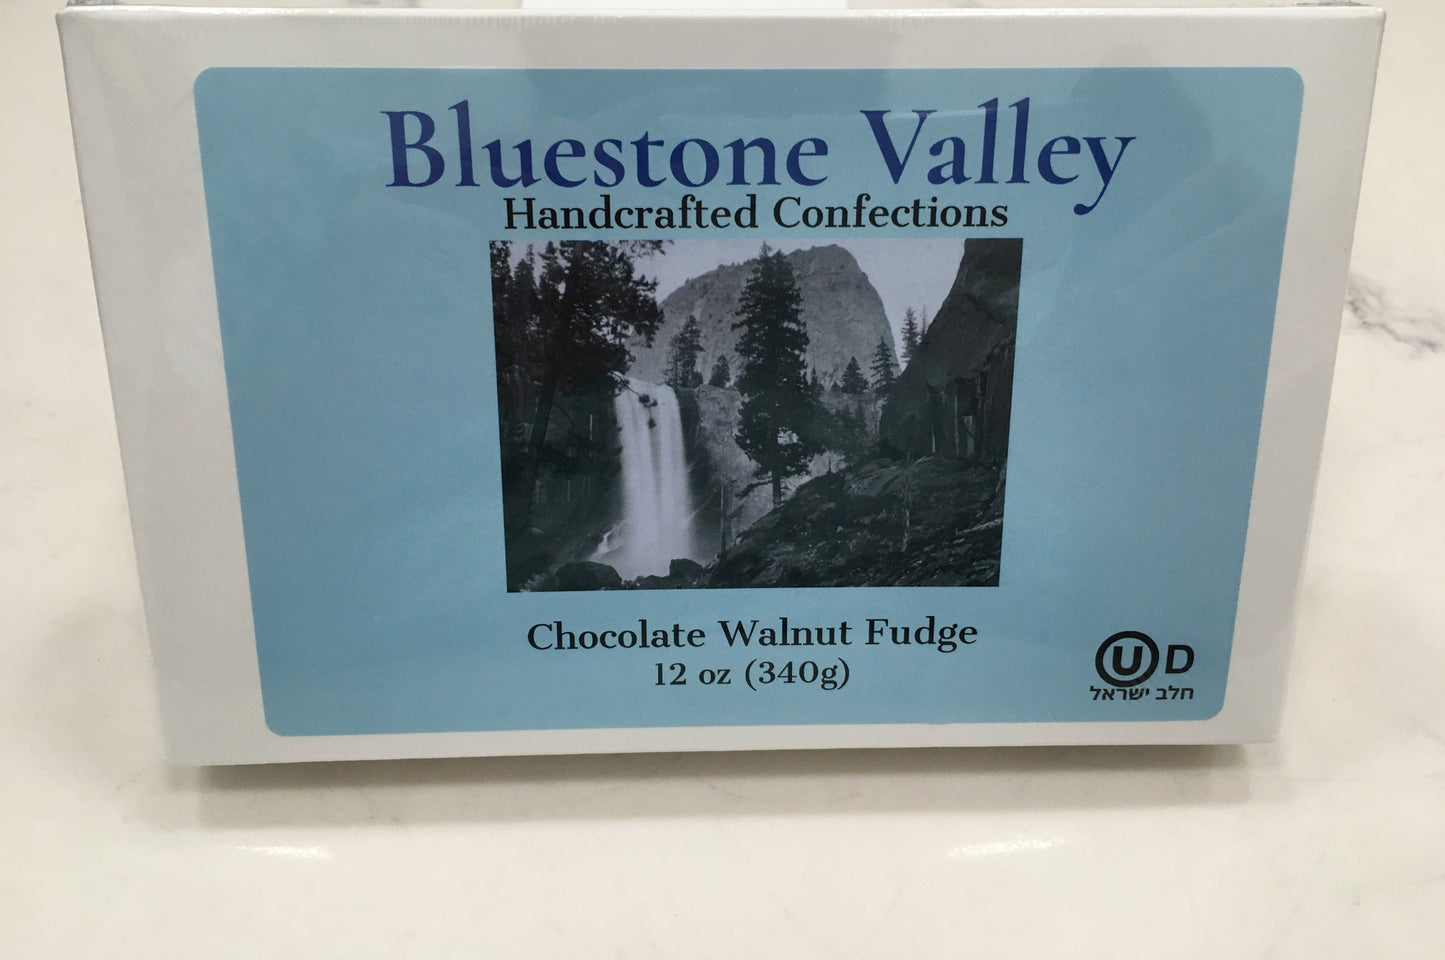 Bluestone Valley
Handcrafted Confections
Chocolate Walnut Fudge
12 oz (340g)
U D
חלב ישראל